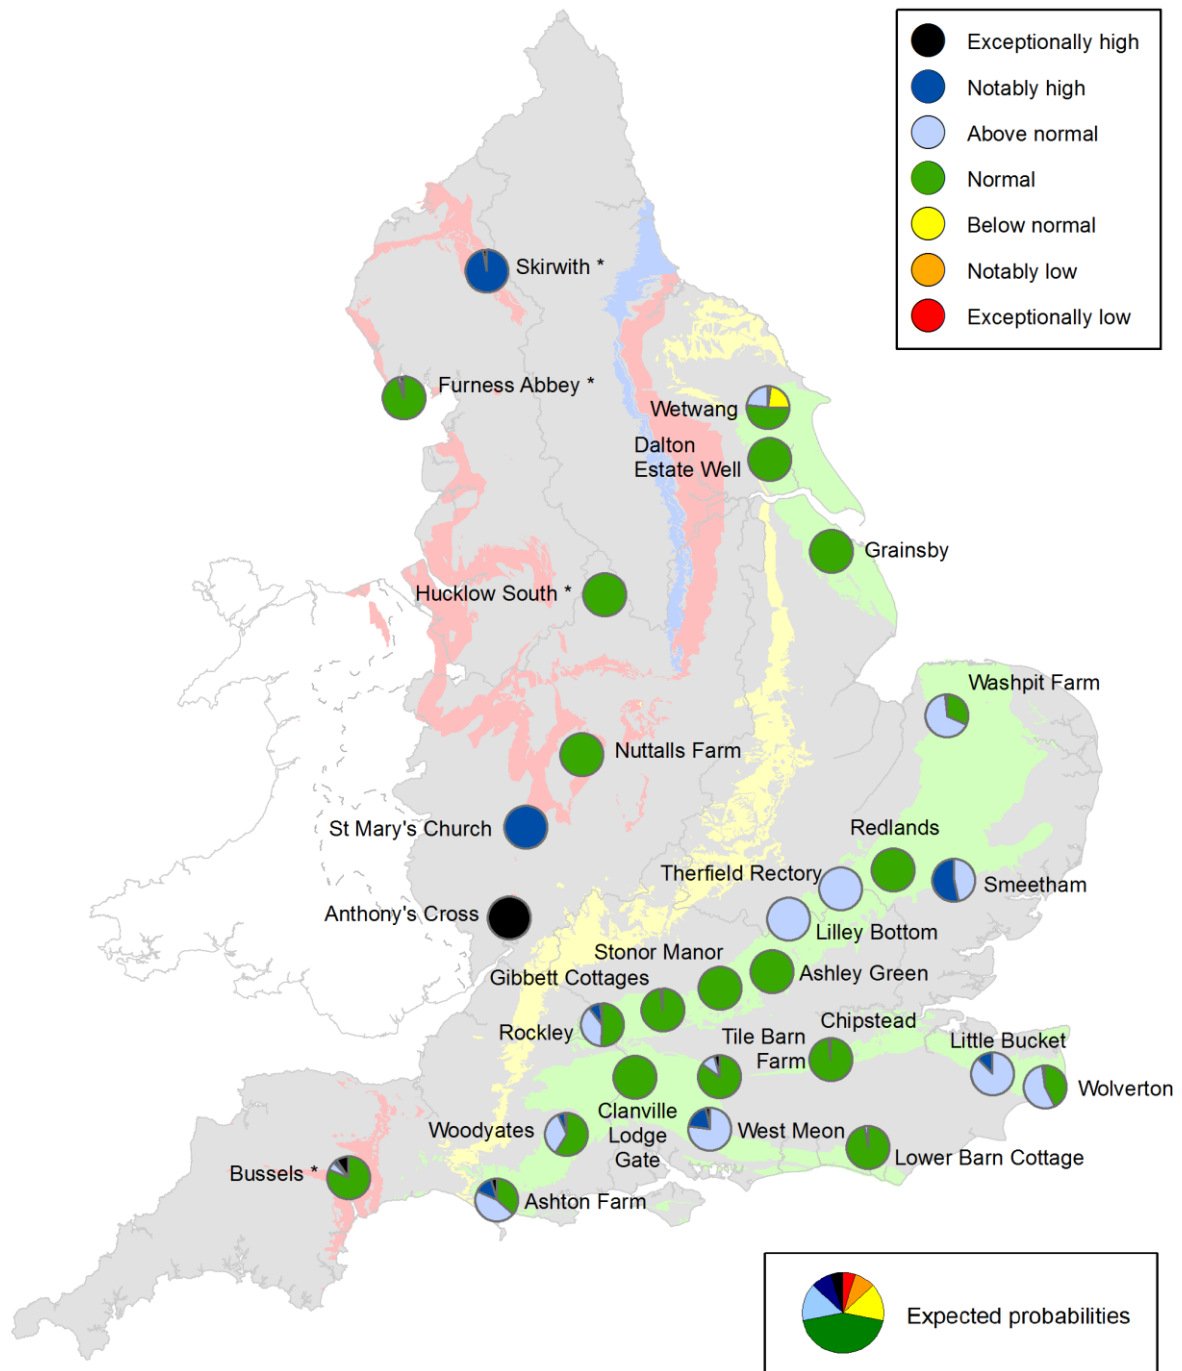 Exceptionally high
Notably high
Above normal
Normal
Below normal
Notably low
Exceptionally low
Skirwith *
Furness Abbey *
Wetwang
Dalton
Estate Well
Grainsby
Hucklow South *
Washpit Farm
Nuttalls Farm
St Mary's Church
Redlands
Therfield Rectory
Smeetham
Anthony's Cross
Lilley Bottom
Stonor Manor
Ashley Green
Gibbett Cottages
Rockley
Chipstead
Tile Barn
Farm
Little Bucket
Wolverton
Clanville
Lodge
Gate
Woodyates
West Meon
Lower Barn Cottage
Bussels *
Ashton Farm
Expected probabilities